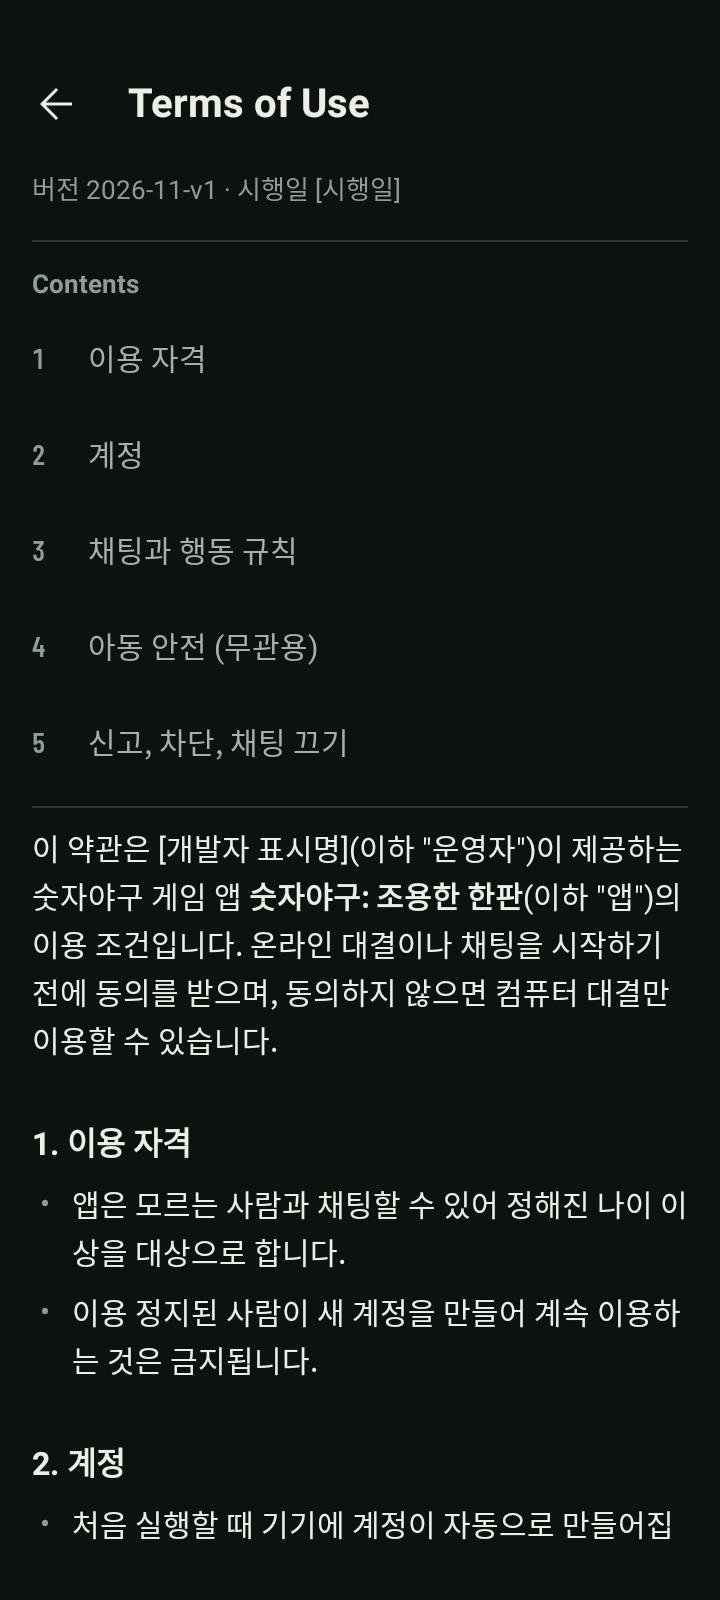 Terms of Use
버전 2026-11-v1 · 시행일 [시행일]
Contents
1 이용 자격
2 계정
3 채팅과 행동 규칙
4 아동 안전 (무관용)
5 신고, 차단, 채팅 끄기
이 약관은 [개발자 표시명](이하 "운영자")이 제공하는
숫자야구 게임 앱 숫자야구: 조용한 한판(이하 "앱")의
이용 조건입니다. 온라인 대결이나 채팅을 시작하기
전에 동의를 받으며, 동의하지 않으면 컴퓨터 대결만
이용할 수 있습니다.
1. 이용 자격
• 앱은 모르는 사람과 채팅할 수 있어 정해진 나이 이
상을 대상으로 합니다.
• 이용 정지된 사람이 새 계정을 만들어 계속 이용하
는 것은 금지됩니다.
2. 계정
• 처음 실행할 때 기기에 계정이 자동으로 만들어집